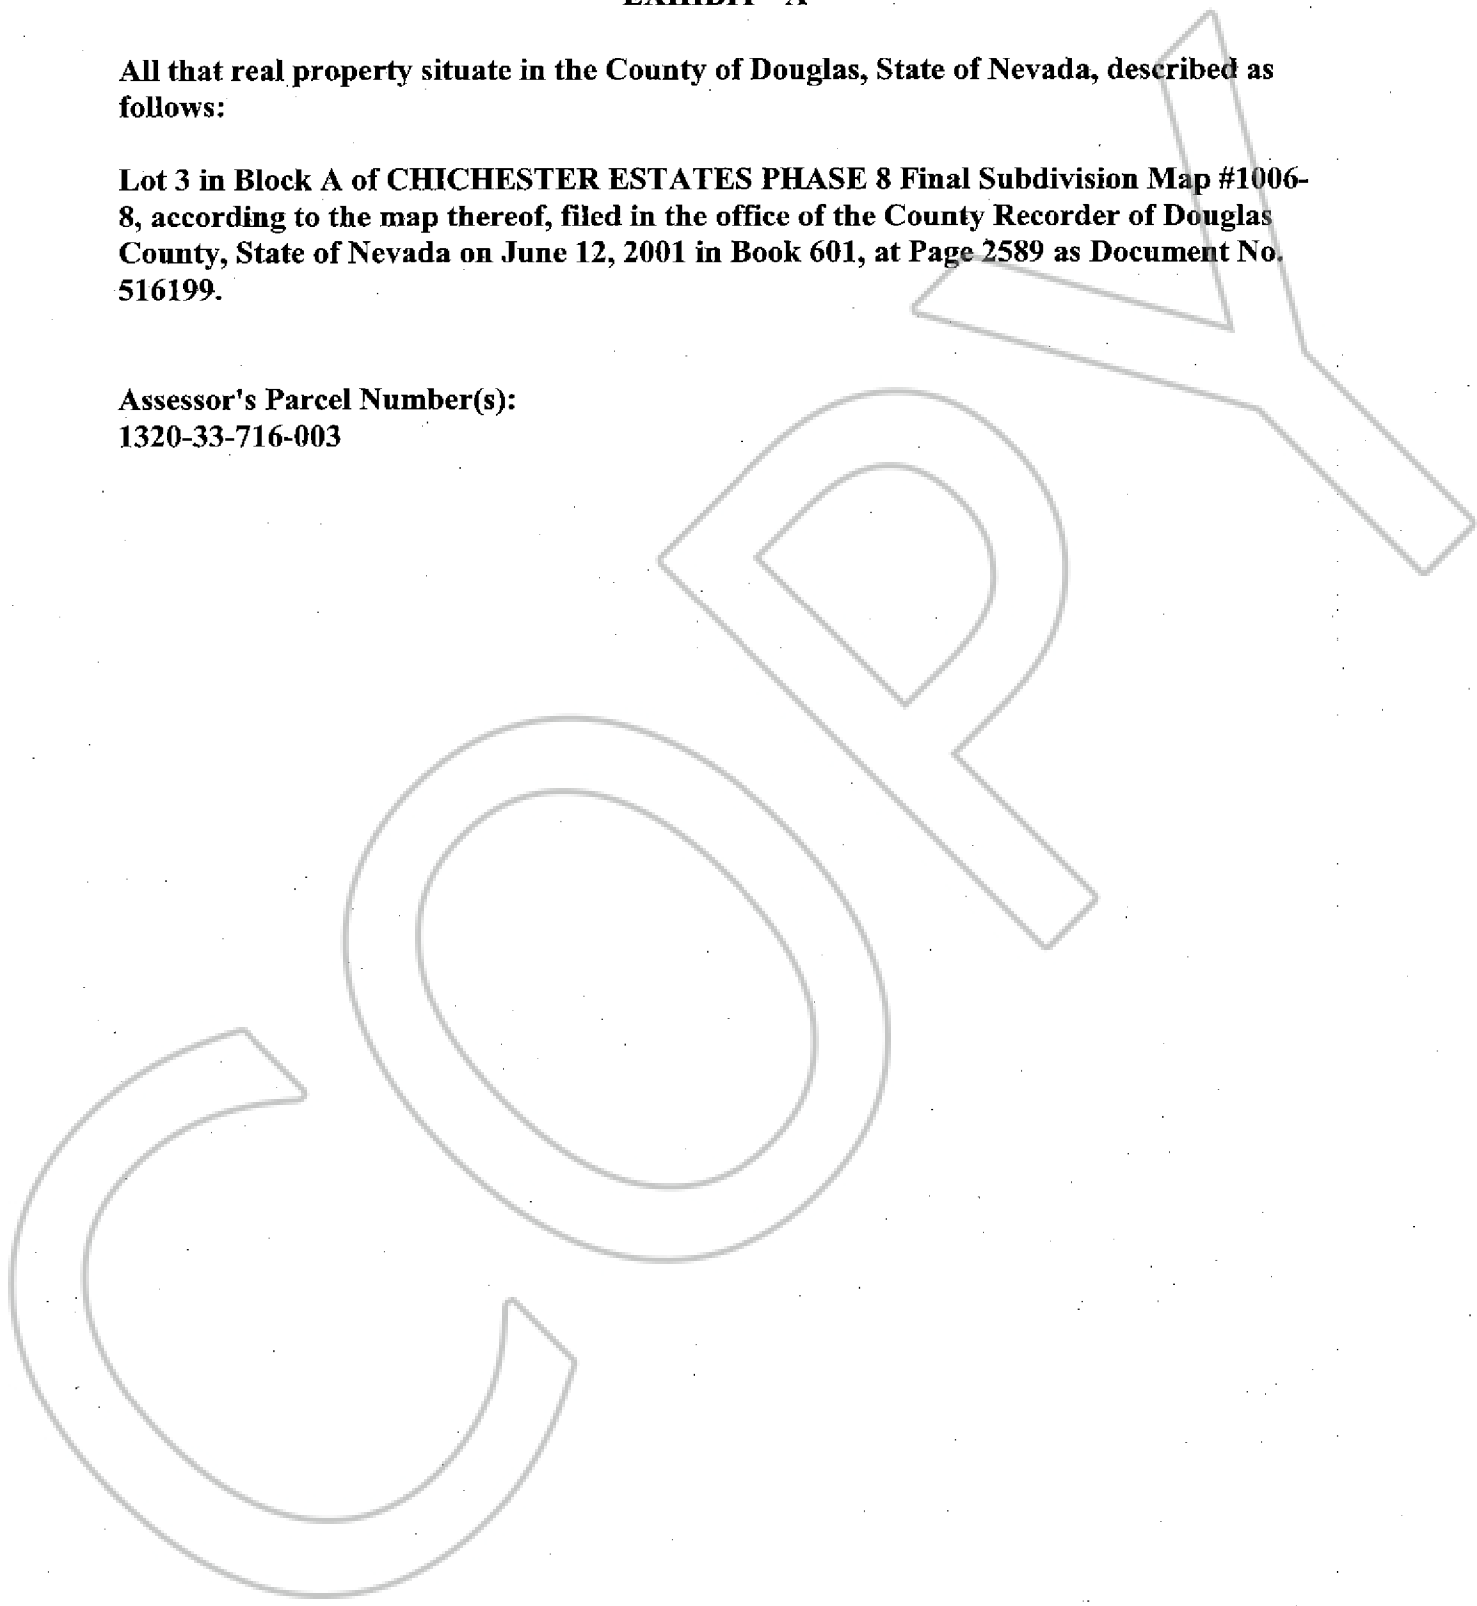 EXHIBIT "A"
All that real property situate in the County of Douglas, State of Nevada, described as
follows:
Lot 3 in Block A of CHICHESTER ESTATES PHASE 8 Final Subdivision Map #1006-
8, according to the map thereof, filed in the office of the County Recorder of Douglas
County, State of Nevada on June 12, 2001 in Book 601, at Page 2589 as Document No.
516199.
Assessor's Parcel Number(s):
1320-33-716-003
COPY